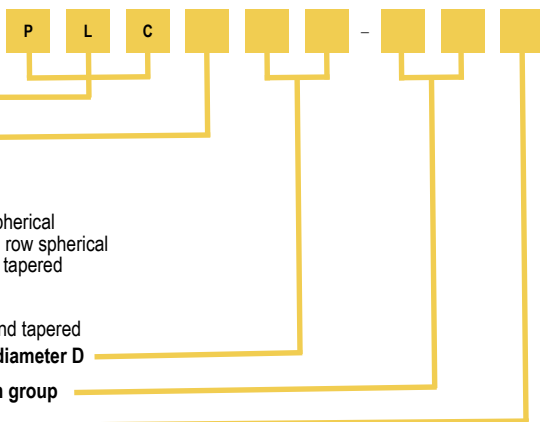 P L C –
pherical
row spherical
tapered
nd tapered
diameter D
group